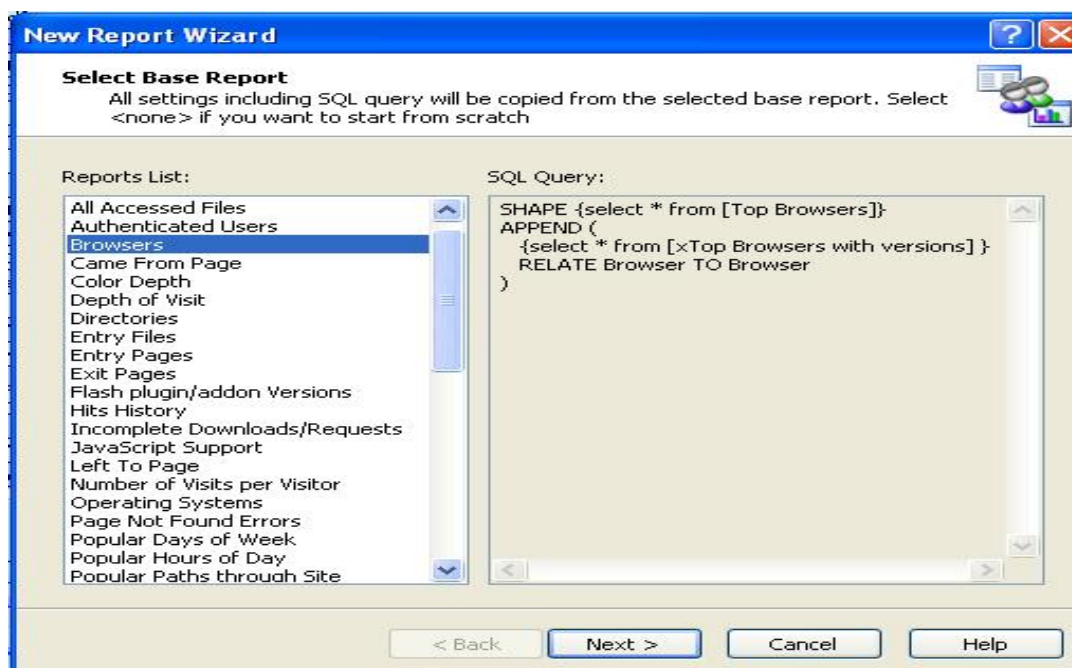 New Report Wizard
Select Base Report
All settings including SQL query will be copied from the selected base report. Select
<none> if you want to start from scratch
Reports List:
All Accessed Files
Authenticated Users
Browsers
Came From Page
Color Depth
Depth of Visit
Directories
Entry Files
Entry Pages
Exit Pages
Flash plugin/addon Versions
Hits History
Incomplete Downloads/Requests
JavaScript Support
Left To Page
Number of Visits per Visitor
Operating Systems
Page Not Found Errors
Popular Days of Week
Popular Hours of Day
Popular Paths through Site
SQL Query:
SHAPE {select * from [Top Browsers]}
APPEND (
{select * from [xTop Browsers with versions] }
RELATE Browser TO Browser
)
< Back
Next >
Cancel
Help